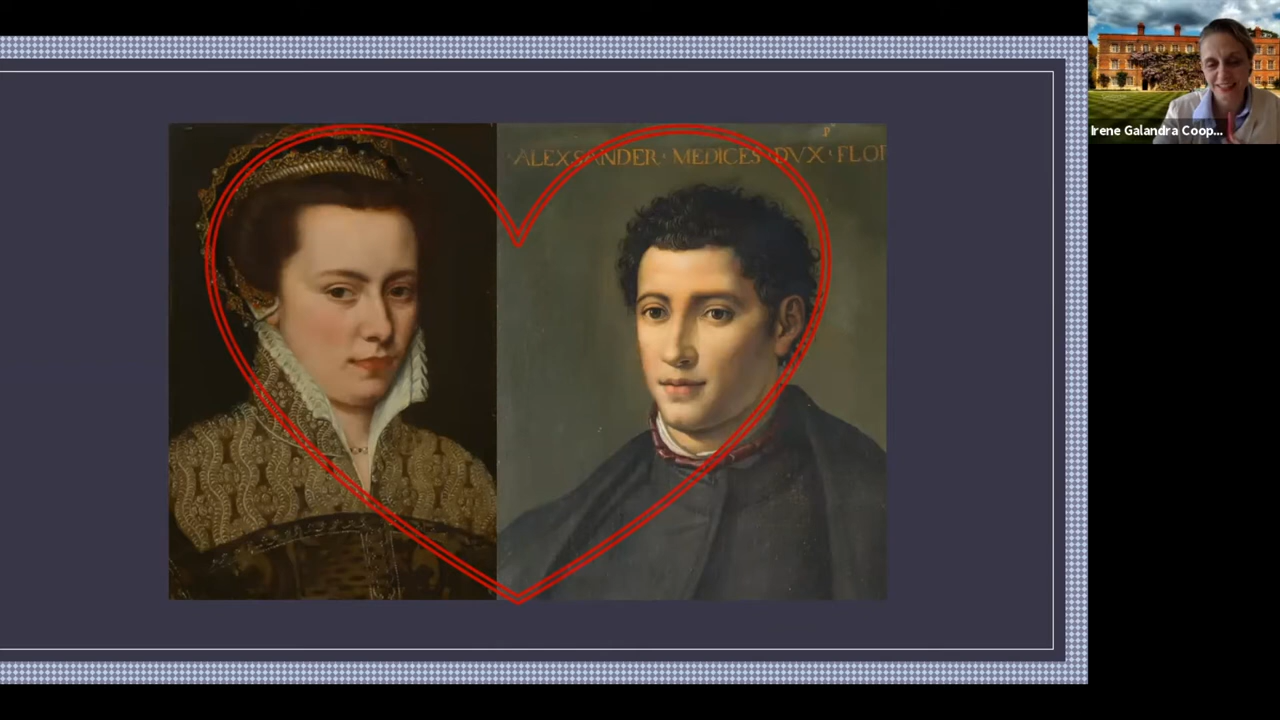 P
ALEXSANDER · MEDICES · DVX · FLOR
Irene Galandra Coop...